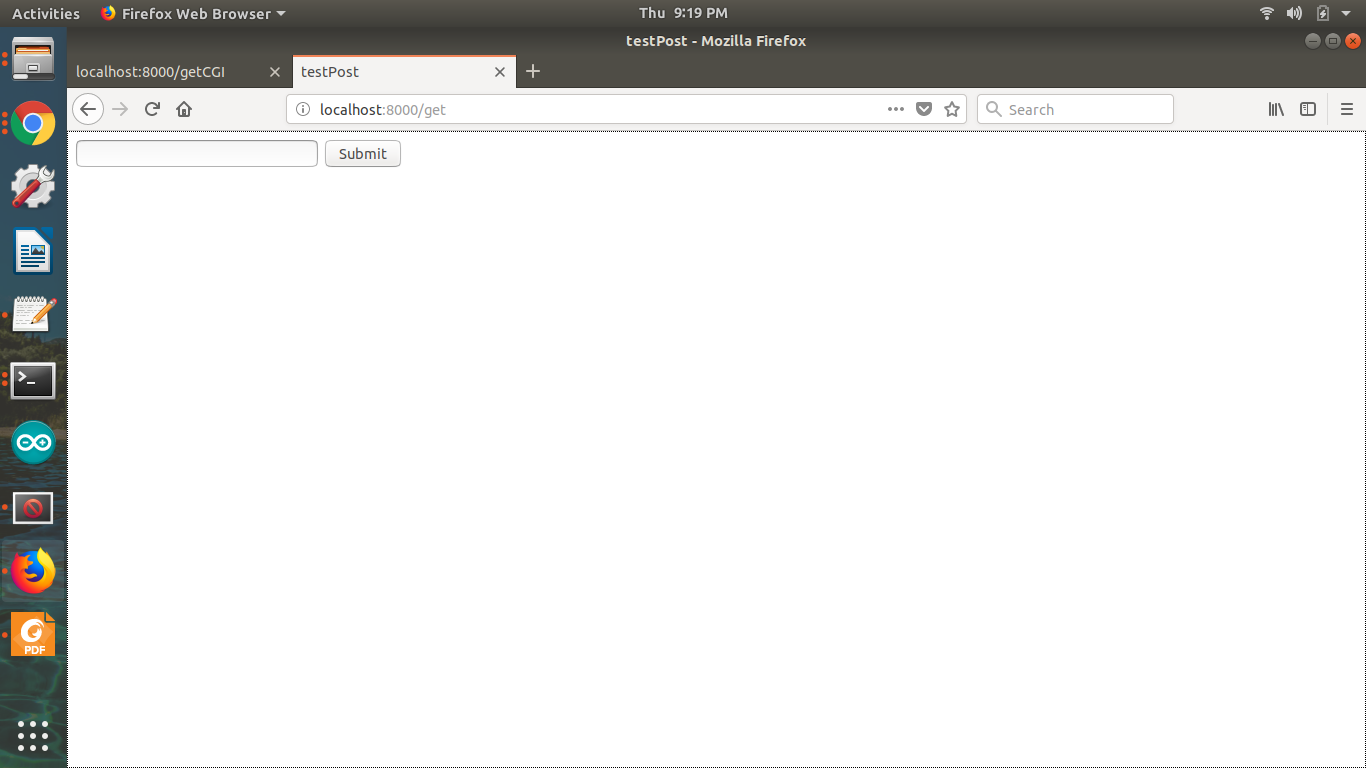 Activities Firefox Web Browser Thu 9:19 PM
testPost - Mozilla Firefox
localhost:8000/getCGI testPost
localhost:8000/get Search
Submit
PDF